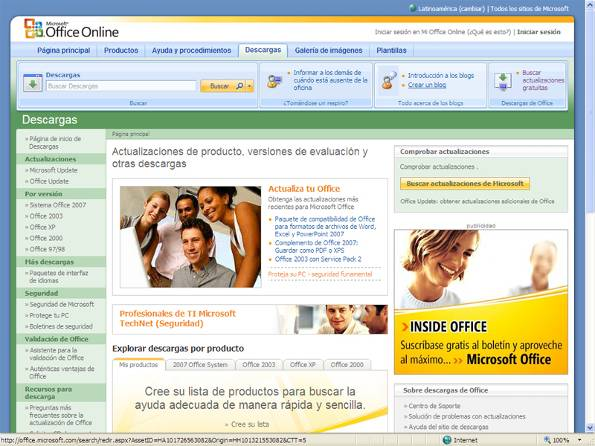 Latinoamérica (cambiar) | Todos los sitios de Microsoft
Microsoft
Office Online
Iniciar sesión en Mi Office Online (¿Qué es esto?) | Iniciar sesión
Página principal Productos Ayuda y procedimientos Descargas Galería de imágenes Plantillas
Descargas
Buscar Descargas Buscar
Buscar
Informar a los demás de
cuándo está ausente de la
oficina
¿Tomándose un respiro?
Introducción a los blogs
Crear un blog
Todo acerca de los blogs
Buscar
actualizaciones
gratuitas
Descargas de Office
Descargas
» Página de inicio de
Descargas
Actualizaciones
» Microsoft Update
» Office Update
Por versión
» Sistema Office 2007
» Office 2003
» Office XP
» Office 2000
» Office 97/98
Más descargas
» Paquetes de interfaz
de idiomas
Seguridad
» Seguridad de Microsoft
» Protege tu PC
» Boletines de seguridad
Validación de Office
» Asistente para la
validación de Office
» Auténticas ventajas de
Office
Recursos para
descarga
» Preguntas más
frecuentes sobre la
actualización de Office
Página principal
Actualizaciones de producto, versiones de evaluación y
otras descargas
Actualiza tu Office
Obtenga las actualizaciones más
recientes para Microsoft Office
Paquete de compatibilidad de Office
para formatos de archivos de Word,
Excel y PowerPoint 2007
Complemento de Office 2007:
Guardar como PDF o XPS
Office 2003 con Service Pack 2
Proteja su PC - seguridad funamental
Profesionales de TI Microsoft
TechNet (Seguridad)
Explorar descargas por producto
Mis productos 2007 Office System Office 2003 Office XP Office 2000
Cree su lista de productos para buscar la
ayuda adecuada de manera rápida y sencilla.
» Cree su lista
Comprobar actualizaciones
Comprobar actualizaciones .
Buscar actualizaciones de Microsoft
Office Update: obtener actualizaciones adicionales de Office
publicidad
INSIDE OFFICE
Suscríbase gratis al boletín y aproveche
al máximo... >> Microsoft Office
Sobre descargas de Office
» Centro de Soporte
» Solución de problemas con actualizaciones
» Ayuda del sitio de descargas
http://office.microsoft.com/search/redir.aspx?AssetID=HA101726563082&Origin=HH101321553082&CTT=5
Internet 100%